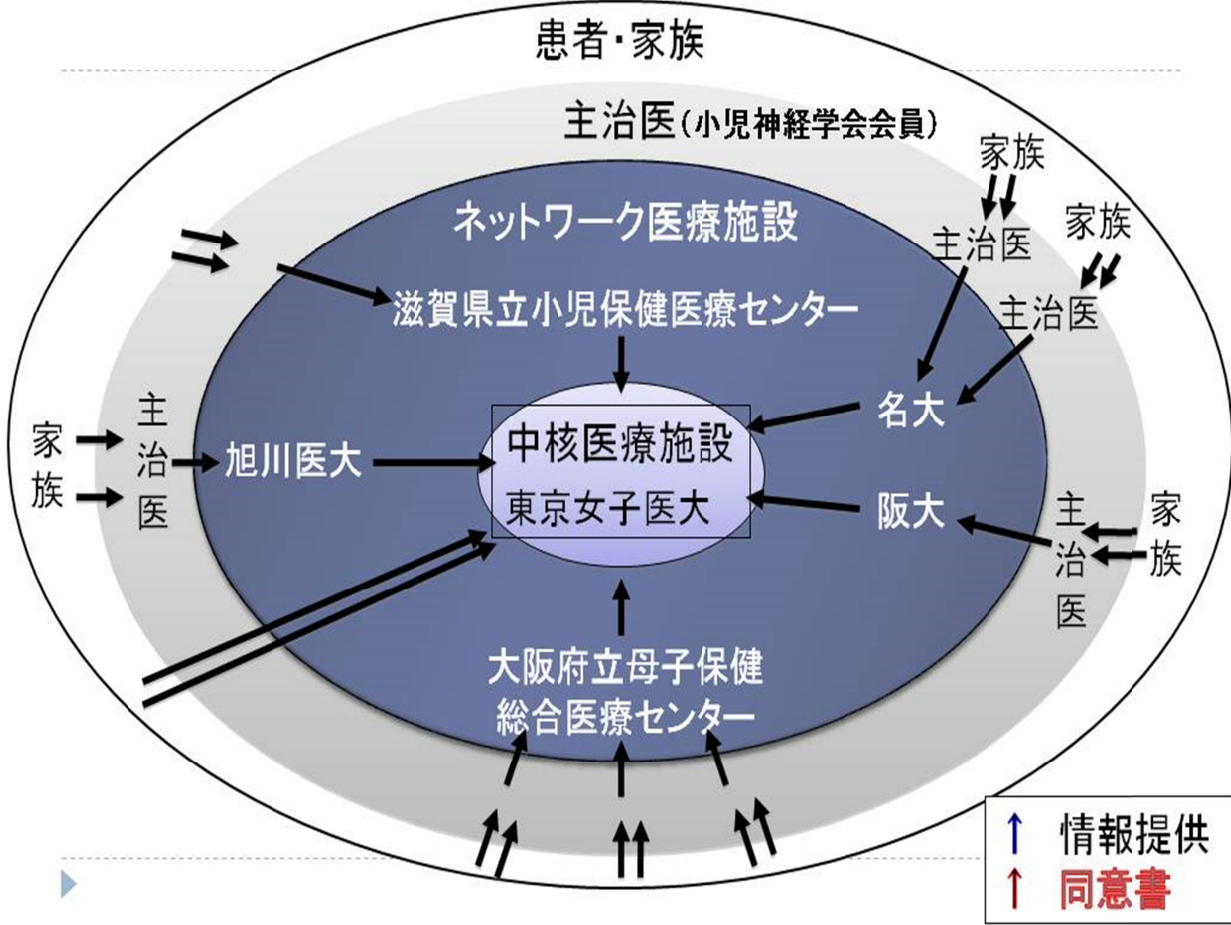 患者・家族
主治医(小児神経学会会員)
家族
家族
ネットワーク医療施設
主治医
滋賀県立小児保健医療センター
主治医
名大
家族
主治医
旭川医大
中核医療施設
東京女子医大
阪大
主治医
家族
大阪府立母子保健
総合医療センター
情報提供
同意書